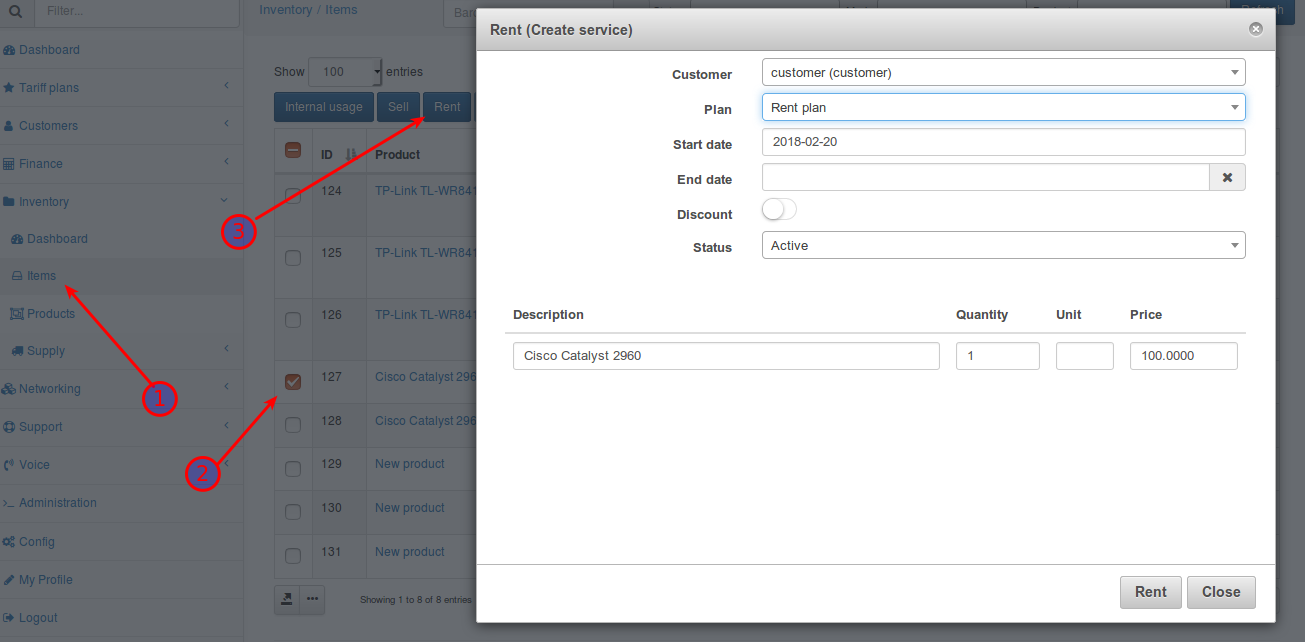 Filter...
Inventory / Items
Dashboard
Tariff plans
Customers
Finance
Inventory
Dashboard
Items
Products
Supply
Networking
Support
Voice
Administration
Config
My Profile
Logout
Show 100 entries
Internal usage Sell Rent
ID Product
124 TP-Link TL-WR841
125 TP-Link TL-WR841
126 TP-Link TL-WR841
127 Cisco Catalyst 296
128 Cisco Catalyst 296
129 New product
130 New product
131 New product
Showing 1 to 8 of 8 entries
1
2
3
Rent (Create service)
Customer customer (customer)
Plan Rent plan
Start date 2018-02-20
End date
Discount
Status Active
Description Quantity Unit Price
Cisco Catalyst 2960 1 100.0000
Rent Close